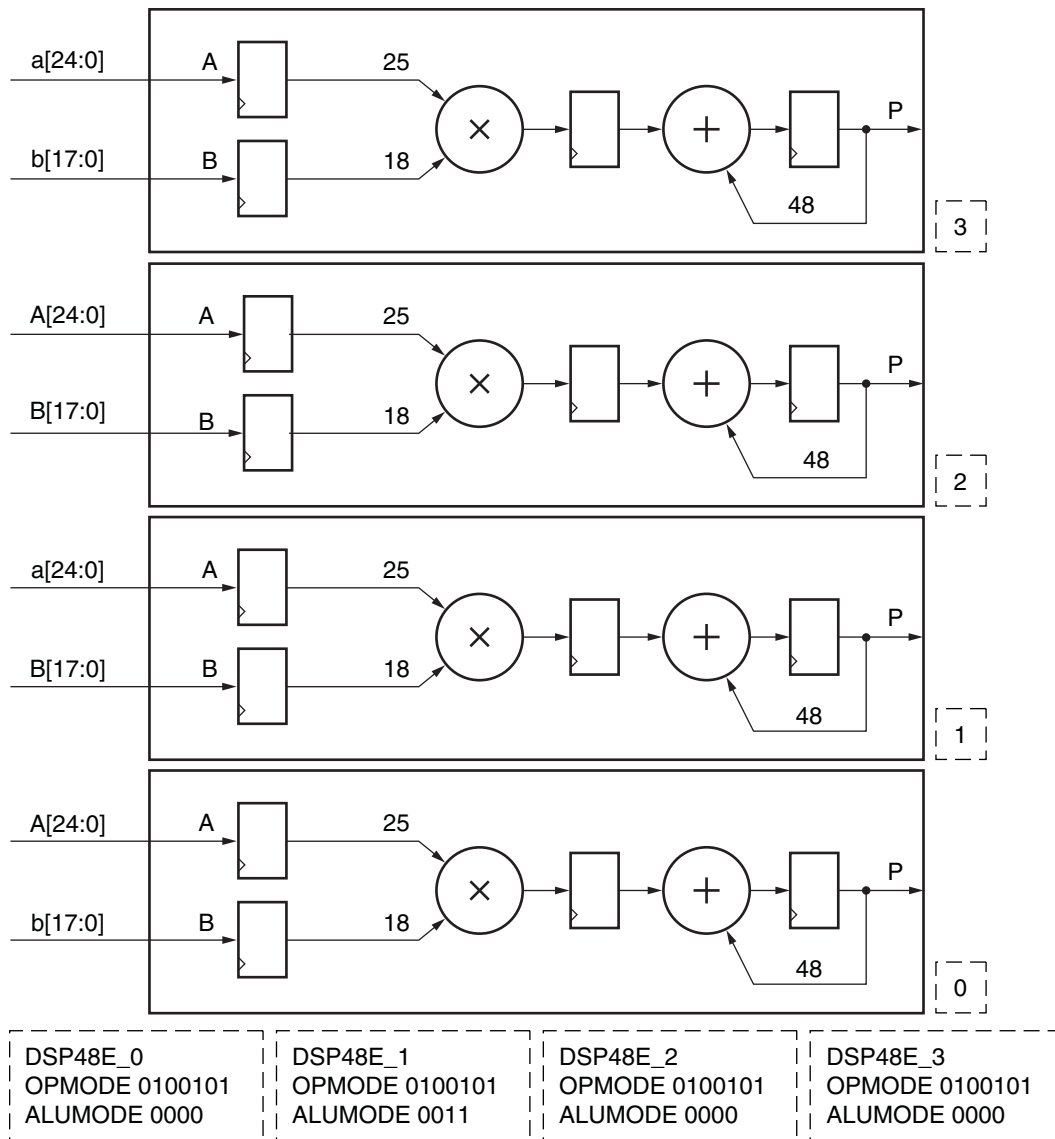 a[24:0]
A
25
b[17:0]
B
18
×
+
P
48
3
A[24:0]
A
25
B[17:0]
B
18
×
+
P
48
2
a[24:0]
A
25
B[17:0]
B
18
×
+
P
48
1
A[24:0]
A
25
b[17:0]
B
18
×
+
P
48
0
DSP48E_0
OPMODE 0100101
ALUMODE 0000
DSP48E_1
OPMODE 0100101
ALUMODE 0011
DSP48E_2
OPMODE 0100101
ALUMODE 0000
DSP48E_3
OPMODE 0100101
ALUMODE 0000